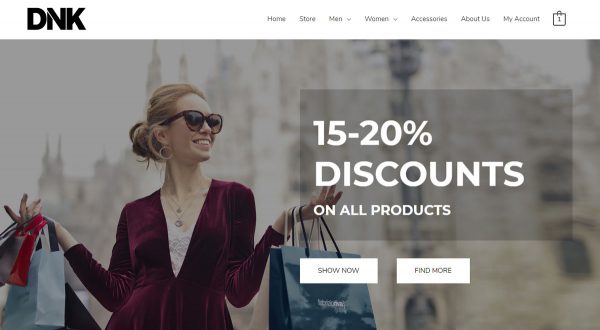 DNK
Home
Store
Men
Women
Accessories
About Us
My Account
1
15-20%
DISCOUNTS
ON ALL PRODUCTS
SHOW NOW
FIND MORE